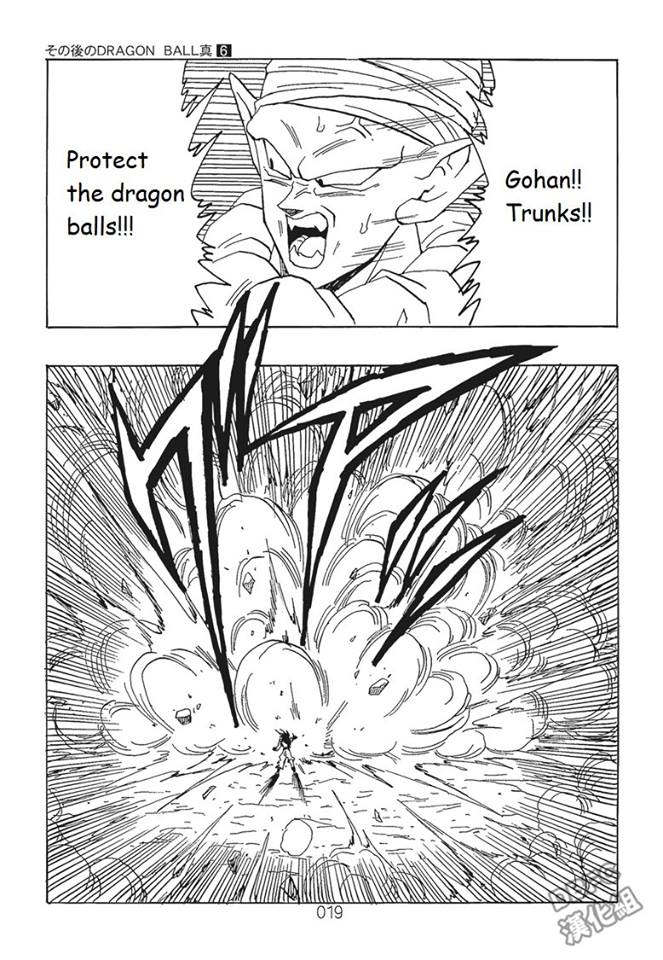 その後のDRAGON BALL真 6
Gohan!!
Trunks!!
Protect
the dragon
balls!!!
019
漢化組